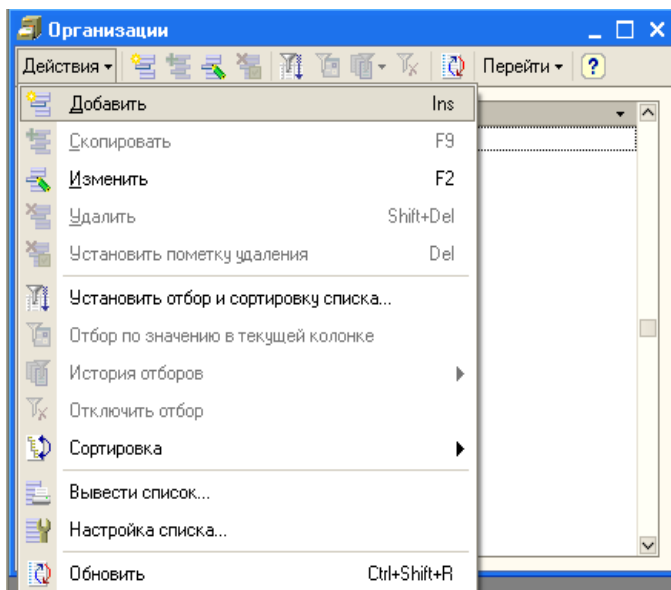 Организации
Действия Перейти ?
Добавить Ins
Скопировать F9
Изменить F2
Удалить Shift+Del
Установить пометку удаления Del
Установить отбор и сортировку списка...
Отбор по значению в текущей колонке
История отборов
Отключить отбор
Сортировка
Вывести список...
Настройка списка...
Обновить Ctrl+Shift+R